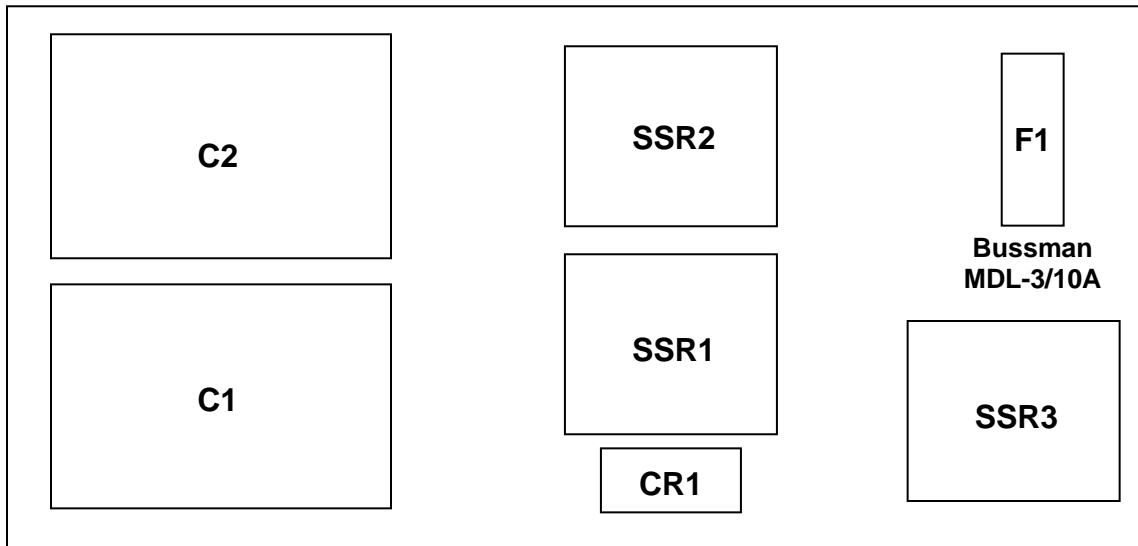 C2
SSR2
F1
Bussman
MDL-3/10A
SSR1
C1
SSR3
CR1